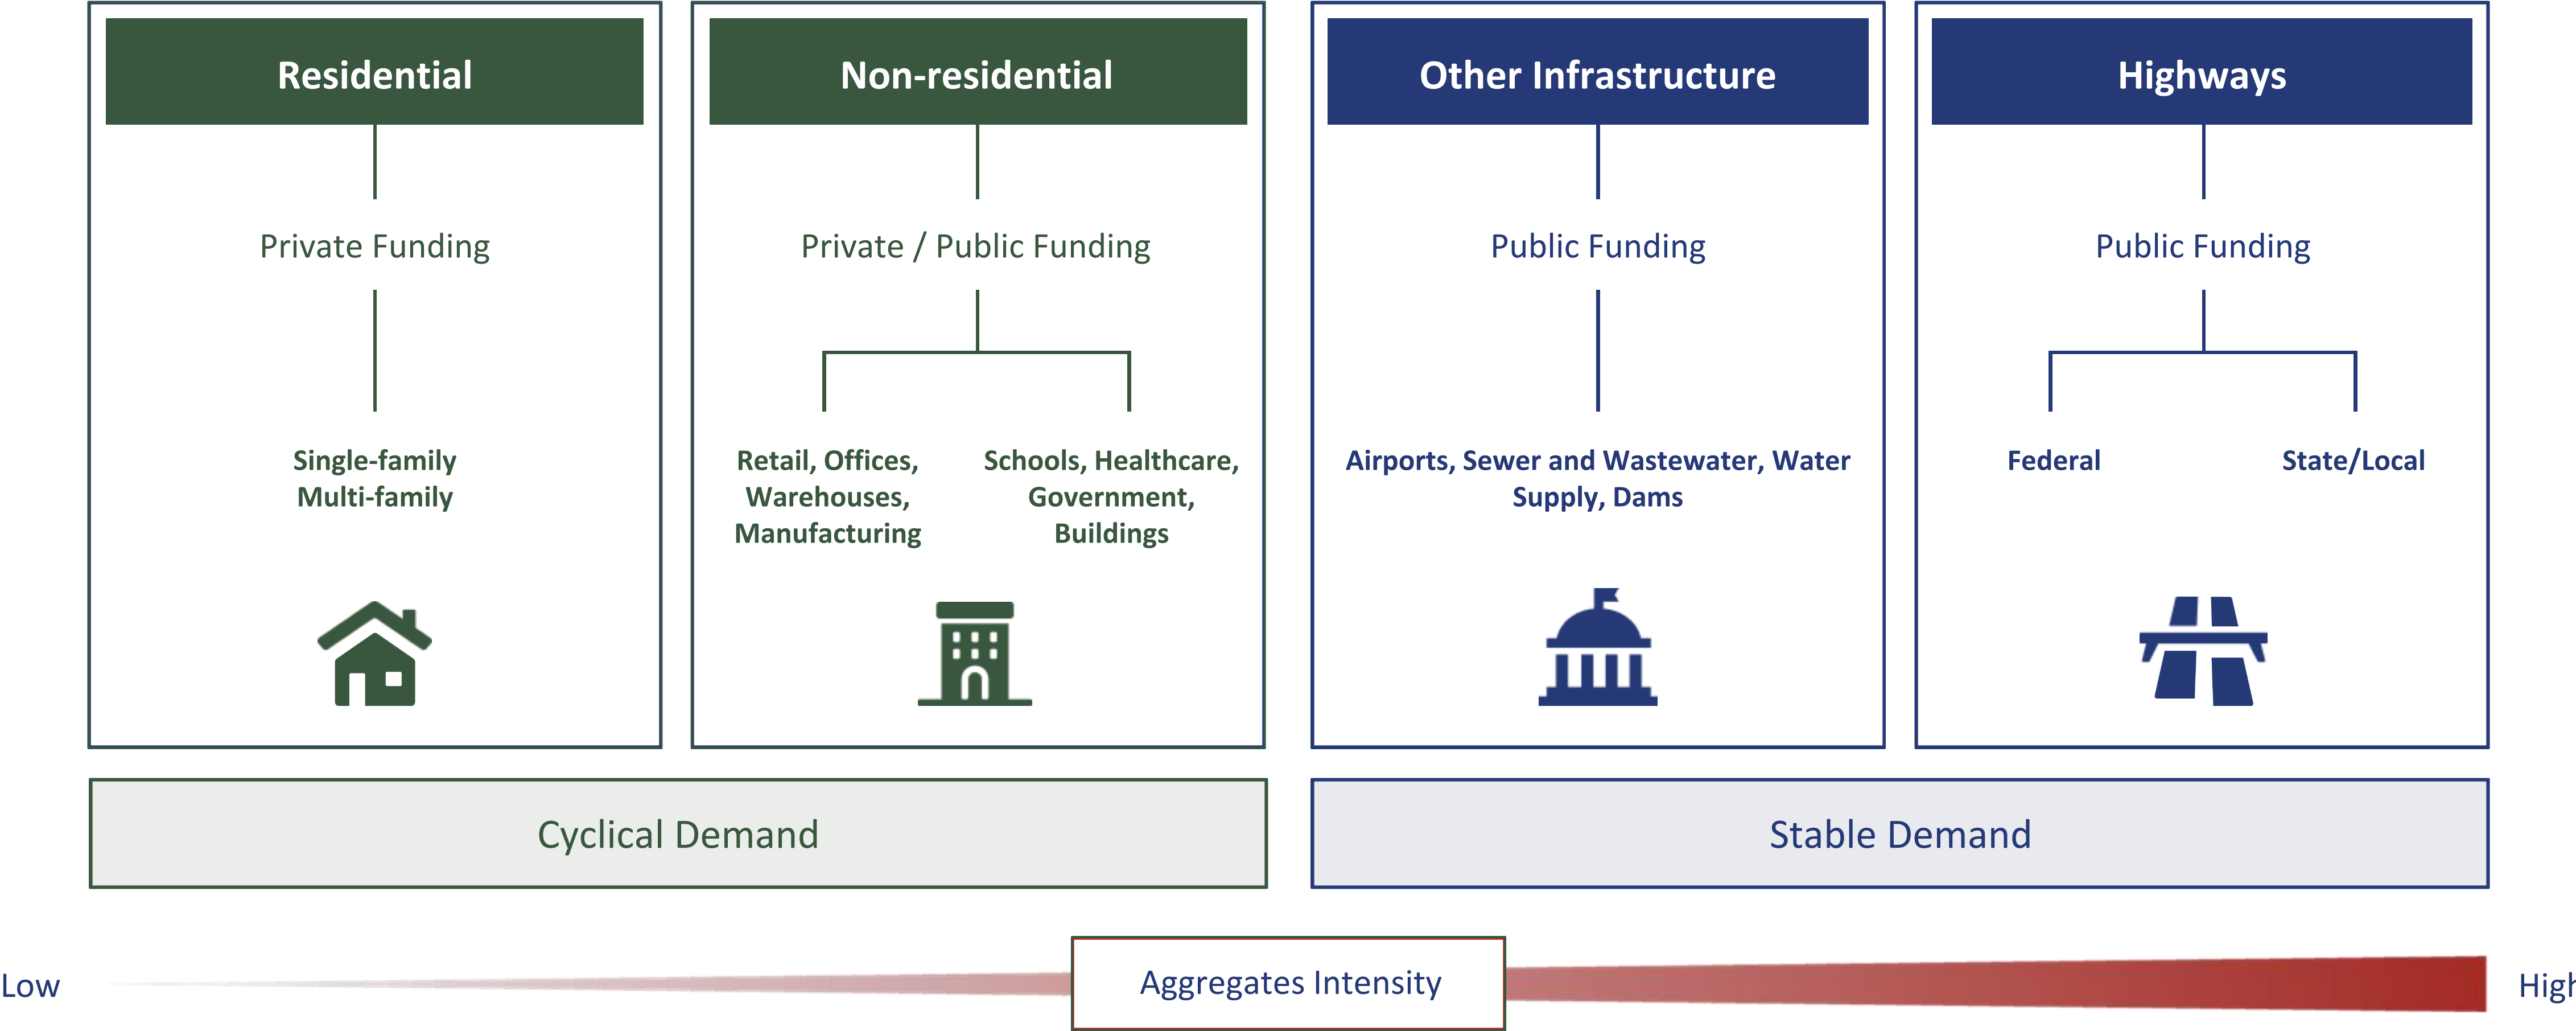 Residential
Private Funding
Single-family
Multi-family
Non-residential
Private / Public Funding
Retail, Offices,
Warehouses,
Manufacturing
Schools, Healthcare,
Government,
Buildings
Other Infrastructure
Public Funding
Airports, Sewer and Wastewater, Water
Supply, Dams
Highways
Public Funding
Federal
State/Local
Cyclical Demand
Stable Demand
Low
Aggregates Intensity
High